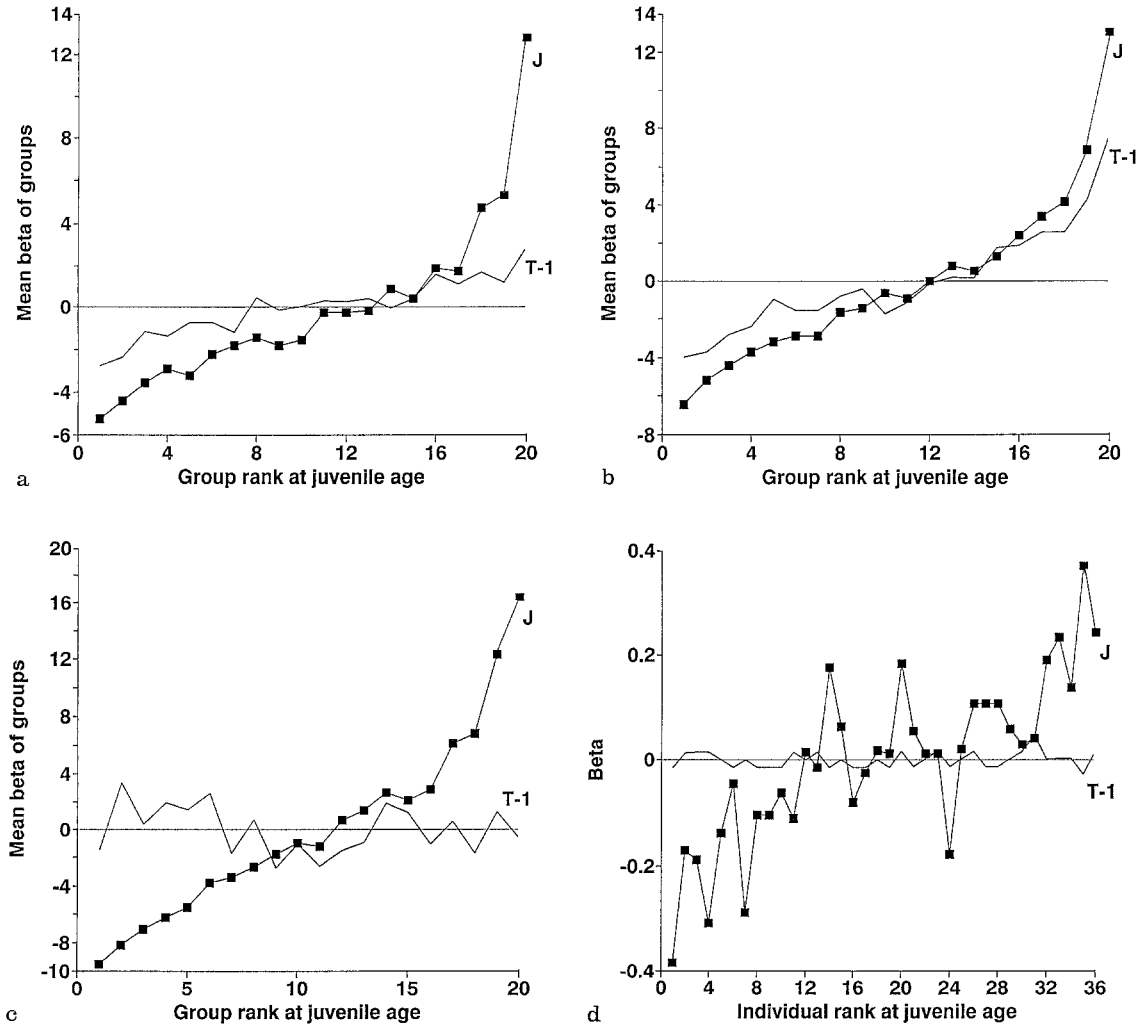 14
12
8
4
0
-4
-6
Mean beta of groups
J
T-1
0 4 8 12 16 20
Group rank at juvenile age
a
14
12
8
4
0
-4
-8
Mean beta of groups
J
T-1
0 4 8 12 16 20
Group rank at juvenile age
b
20
16
12
8
4
0
-4
-8
-10
Mean beta of groups
J
T-1
0 5 10 15 20
Group rank at juvenile age
c
0.4
0.2
0
-0.2
-0.4
Beta
J
T-1
0 4 8 12 16 20 24 28 32 36
Individual rank at juvenile age
d